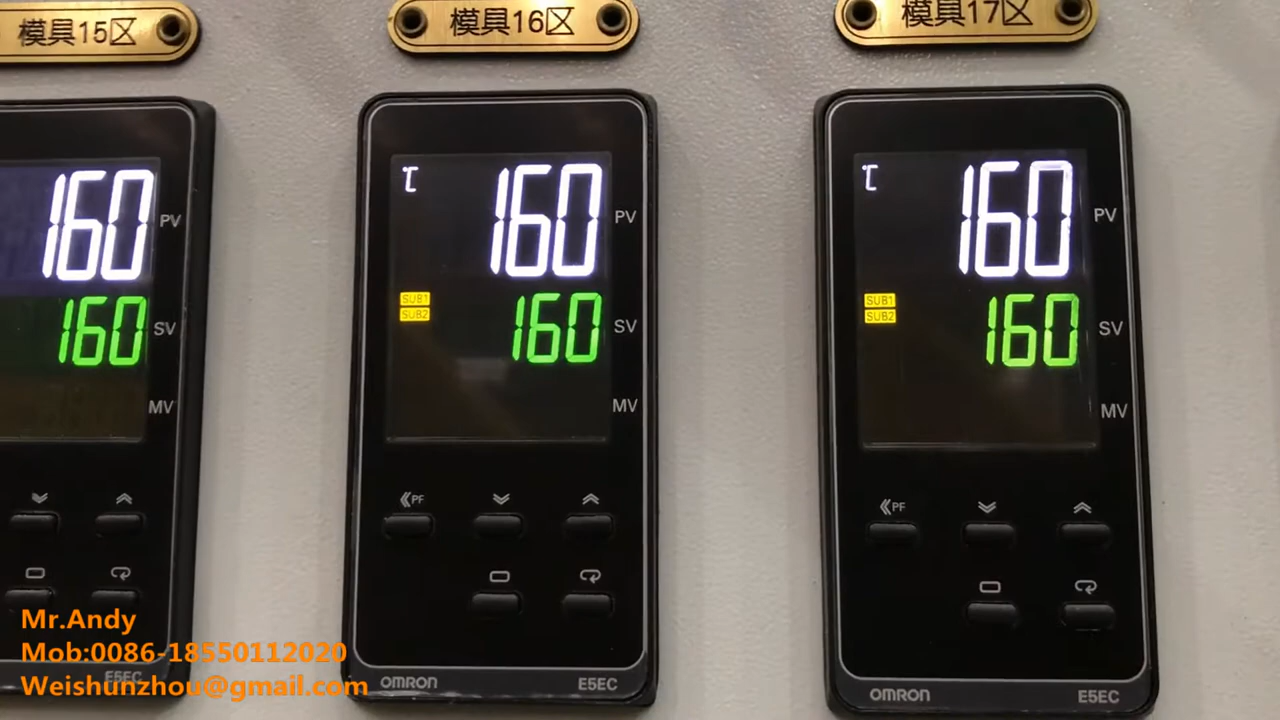 模具15区
模具16区
模具17区
160
PV
160
SV
MV
E5EC
℃
160
PV
SUB1
SUB2
160
SV
MV
PF
OMRON
E5EC
℃
160
PV
SUB1
SUB2
160
SV
MV
PF
OMRON
E5EC
Mr.Andy
Mob:0086-18550112020
Weishunzhou@gmail.com